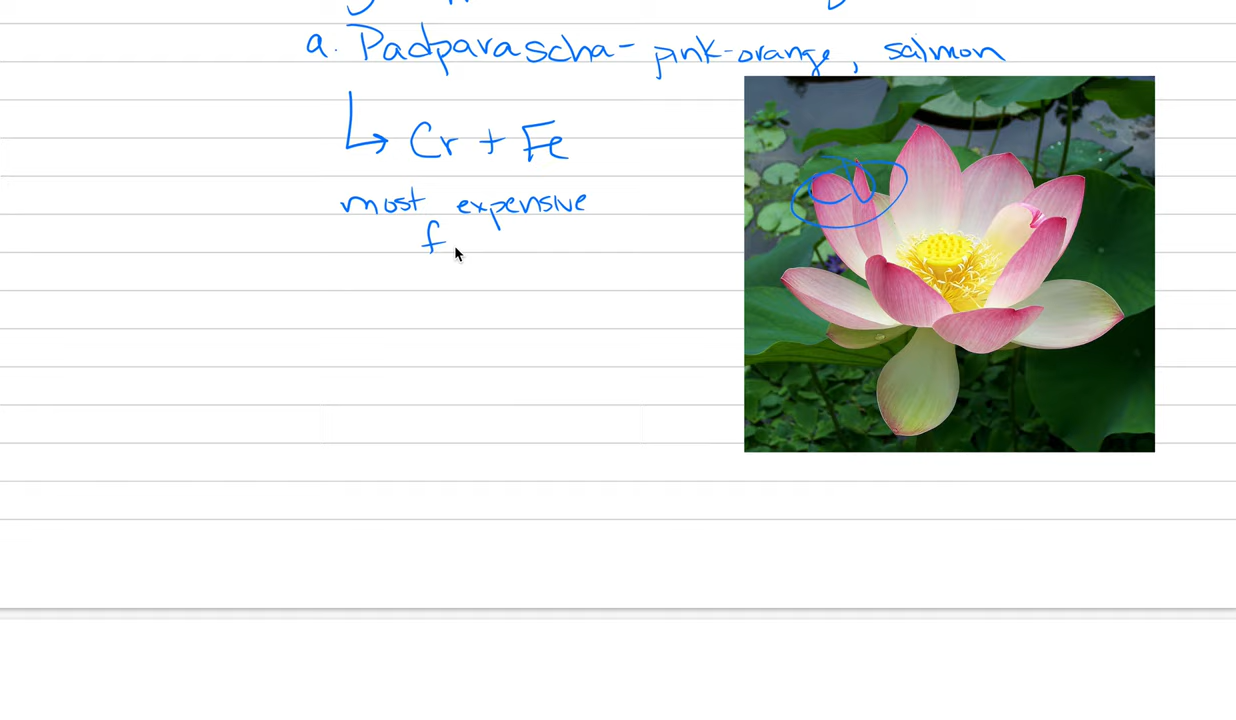 a. Padparascha- pink-orange, salmon
Cr + Fe
most expensive
f